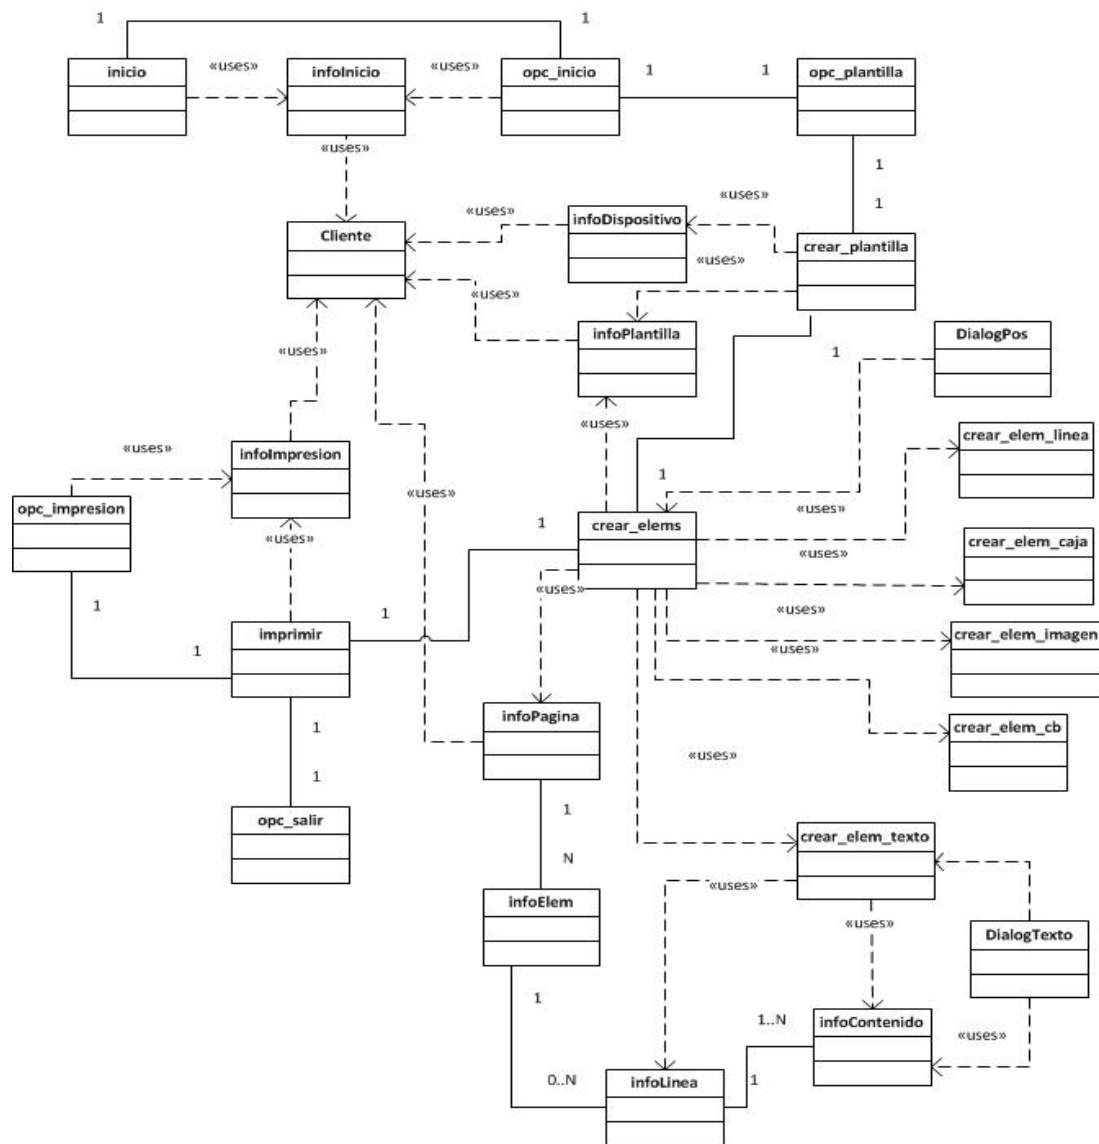 1
1
«uses»
«uses»
inicio
infoInicio
opc_inicio
1
1
opc_plantilla
«uses»
1
1
«uses»
«uses»
infoDispositivo
Cliente
crear_plantilla
«uses»
«uses»
infoPlantilla
DialogPos
«uses»
1
«uses»
crear_elem_linea
«uses»
infoImpresion
1
«uses»
opc_impresion
«uses»
1
crear_elems
«uses»
crear_elem_caja
«uses»
«uses»
1
1
«uses»
imprimir
crear_elem_imagen
1
«uses»
infoPagina
1
crear_elem_cb
«uses»
1
opc_salir
1
crear_elem_texto
N
«uses»
infoElem
«uses»
DialogTexto
1
1..N
infoContenido
«uses»
0..N
infoLinea
1